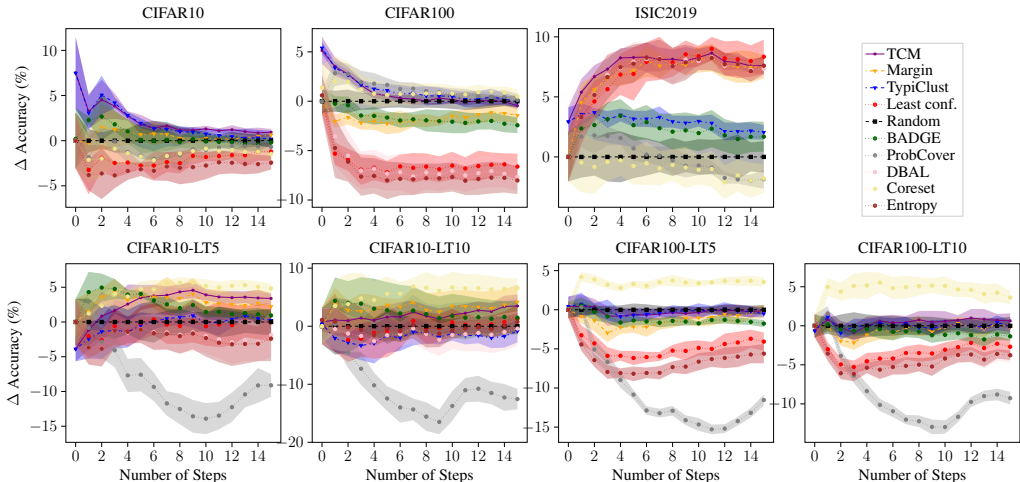 CIFAR10
CIFAR100
ISIC2019
Δ Accuracy (%)
10
5
0
−5
0 2 4 6 8 10 12 14
5
0
−5
−10
0 2 4 6 8 10 12 14
10
5
0
0 2 4 6 8 10 12 14
TCM
Margin
TypiClust
Least conf.
Random
BADGE
ProbCover
DBAL
Coreset
Entropy
CIFAR10-LT5
CIFAR10-LT10
CIFAR100-LT5
CIFAR100-LT10
Δ Accuracy (%)
5
0
−5
−10
−15
0 2 4 6 8 10 12 14
Number of Steps
10
0
−10
−20
0 2 4 6 8 10 12 14
Number of Steps
5
0
−5
−10
−15
0 2 4 6 8 10 12 14
Number of Steps
5
0
−5
−10
0 2 4 6 8 10 12 14
Number of Steps